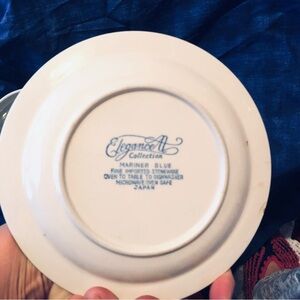 Elegance
Collection
MARINER BLUE
FINE IMPORTED STONEWARE
OVEN TO TABLE TO DISHWASHER
MICROWAVE OVEN SAFE
JAPAN